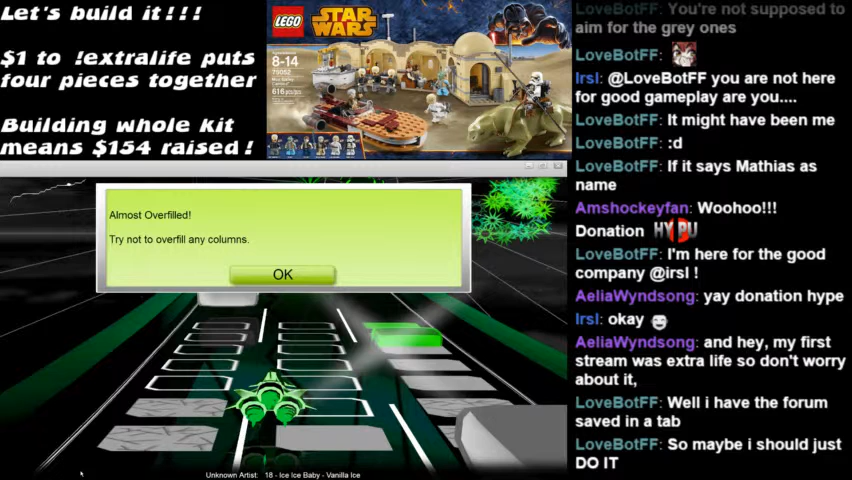 Let's build it!!!
$1 to !extralife puts
four pieces together
Building whole kit
means $154 raised!
LEGO
STAR
WARS
8-14
75052
616 pcs/pzs
Almost Overfilled!
Try not to overfill any columns.
OK
Unknown Artist: 18 - Ice Ice Baby - Vanilla Ice
LoveBotFF: You're not supposed to
aim for the grey ones
LoveBotFF:
Irsl: @LoveBotFF you are not here
for good gameplay are you....
LoveBotFF: It might have been me
LoveBotFF: :d
LoveBotFF: If it says Mathias as
name
Amshockeyfan: Woohoo!!!
Donation HYPU
LoveBotFF: I'm here for the good
company @irsl !
AeliaWyndsong: yay donation hype
Irsl: okay
AeliaWyndsong: and hey, my first
stream was extra life so don't worry
about it,
LoveBotFF: Well i have the forum
saved in a tab
LoveBotFF: So maybe i should just
DO IT